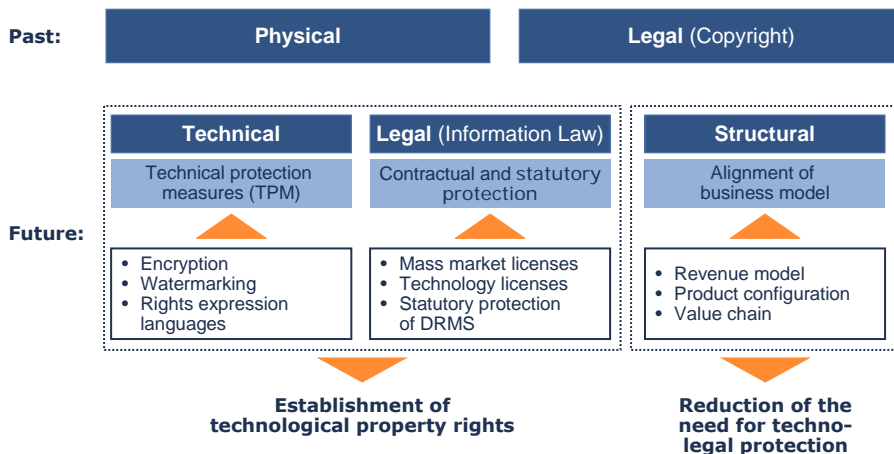 Past:
Physical
Legal (Copyright)
Future:
Technical
Technical protection
measures (TPM)
• Encryption
• Watermarking
• Rights expression
languages
Legal (Information Law)
Contractual and statutory
protection
• Mass market licenses
• Technology licenses
• Statutory protection
of DRMS
Establishment of
technological property rights
Structural
Alignment of
business model
• Revenue model
• Product configuration
• Value chain
Reduction of the
need for techno-
legal protection